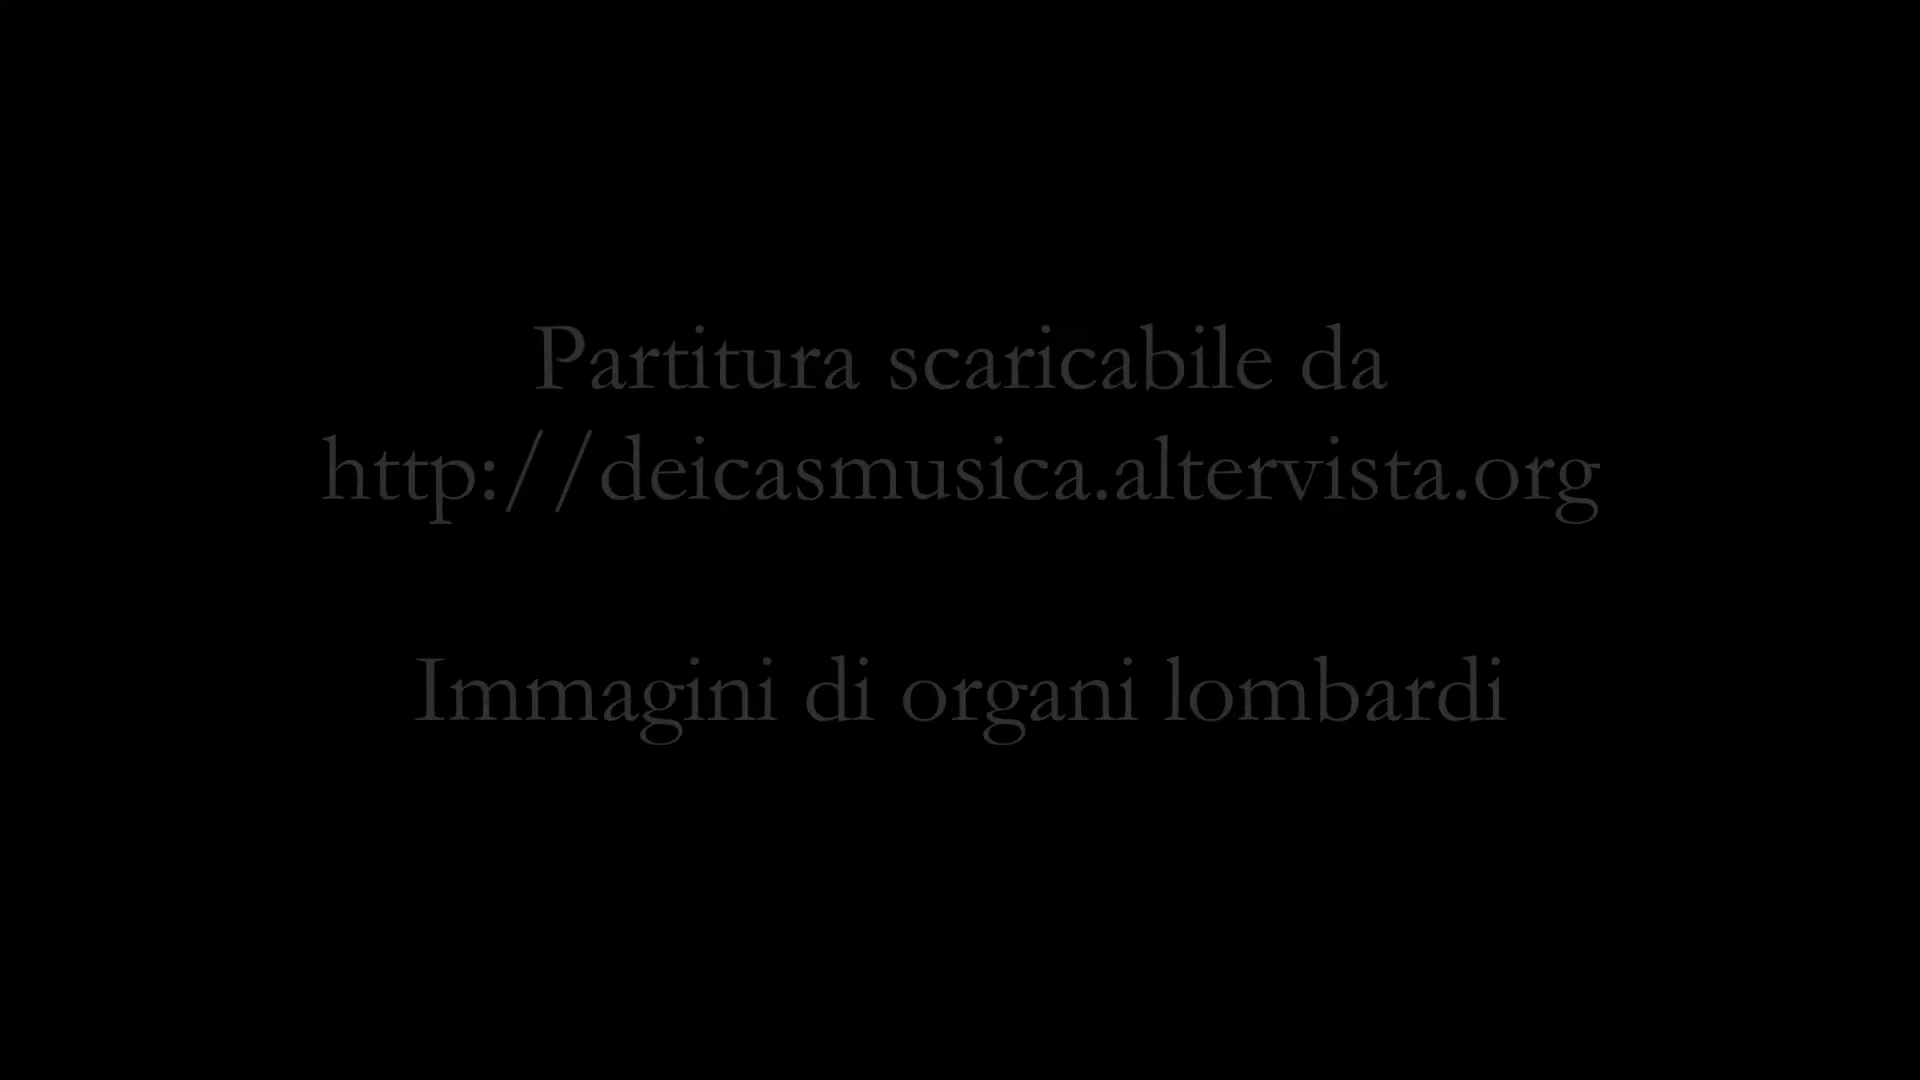 Partitura scaricabile da
http://deicasmusica.altervista.org
Immagini di organi lombardi